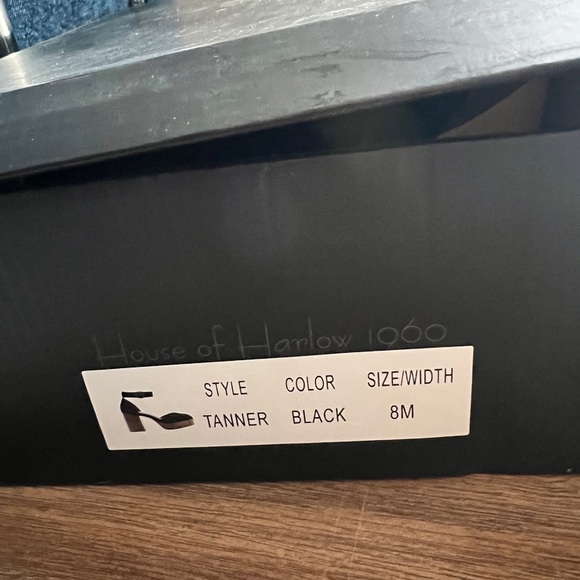 House of Harlow 1960
STYLE COLOR SIZE/WIDTH
TANNER BLACK 8M